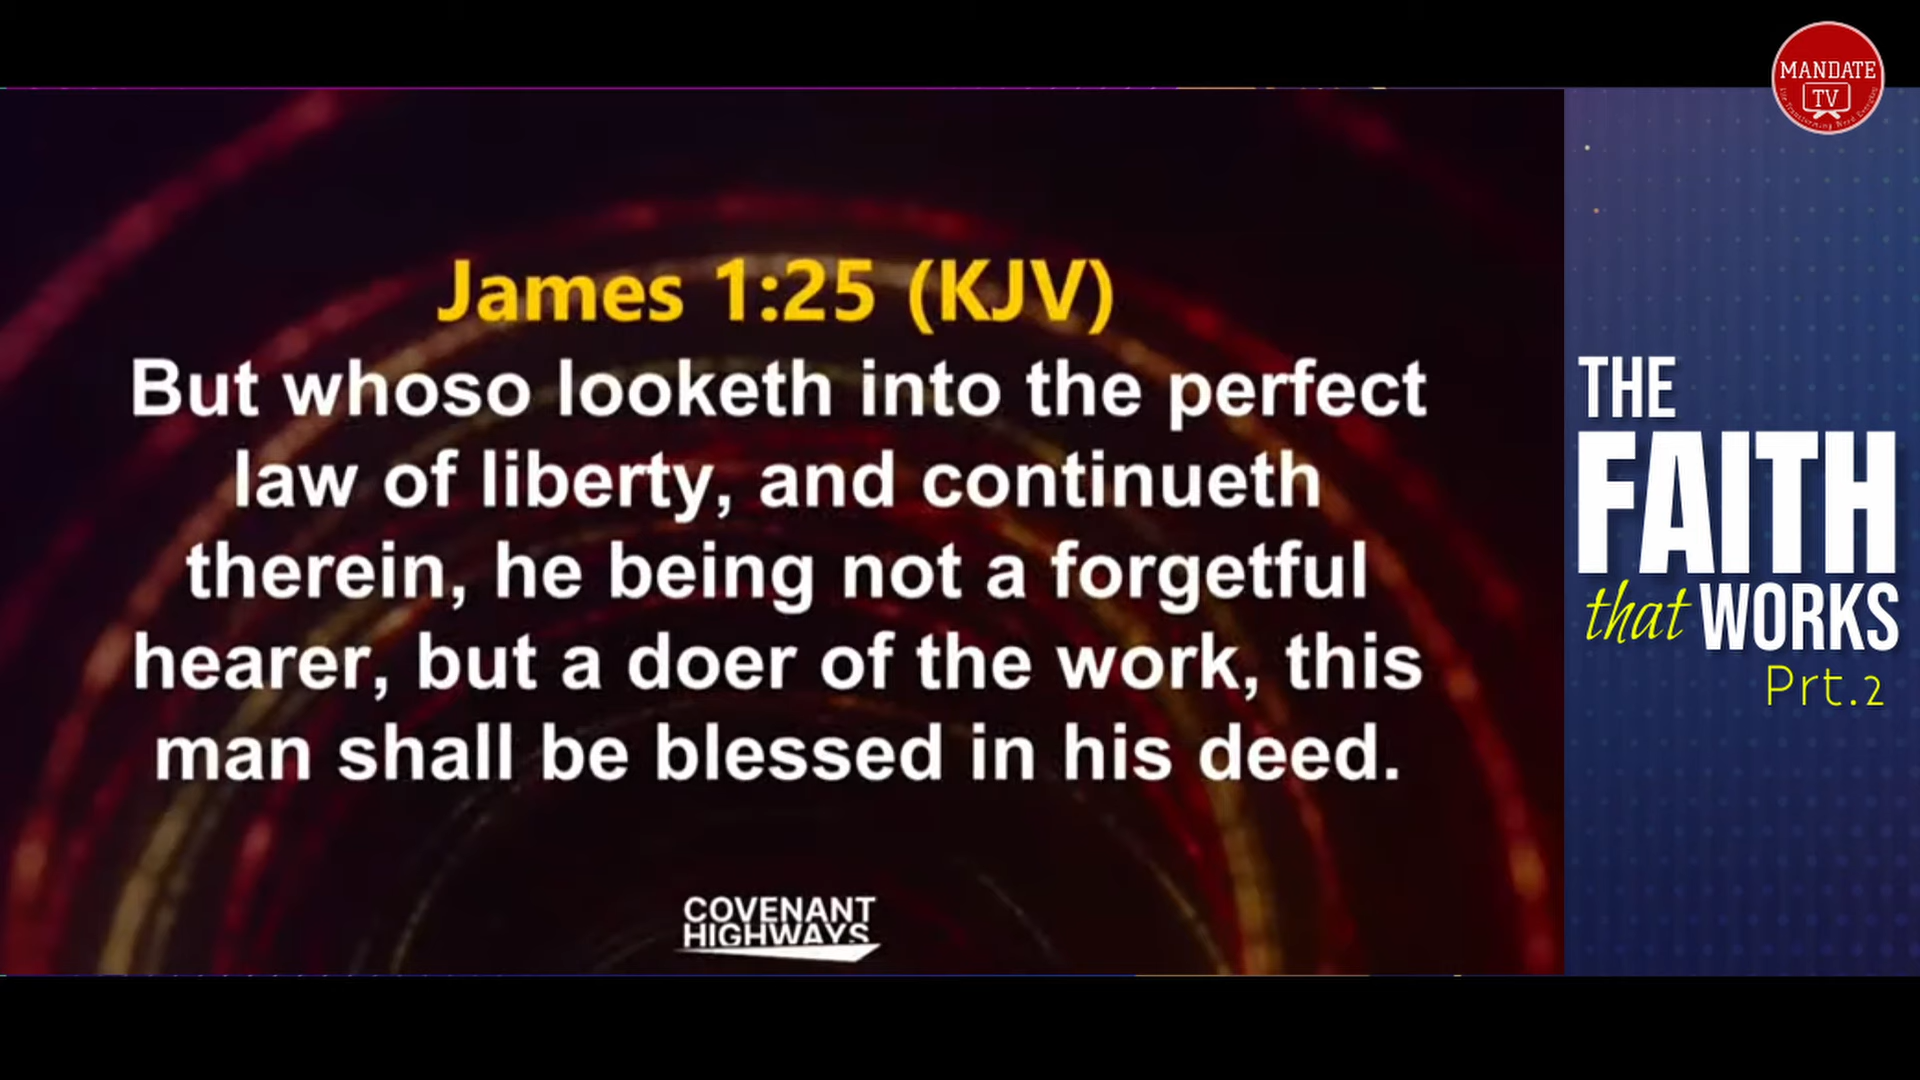 MANDATE
TV
James 1:25 (KJV)
But whoso looketh into the perfect
law of liberty, and continueth
therein, he being not a forgetful
hearer, but a doer of the work, this
man shall be blessed in his deed.
COVENANT
HIGHWAYS
THE
FAITH
that WORKS
Prt.2